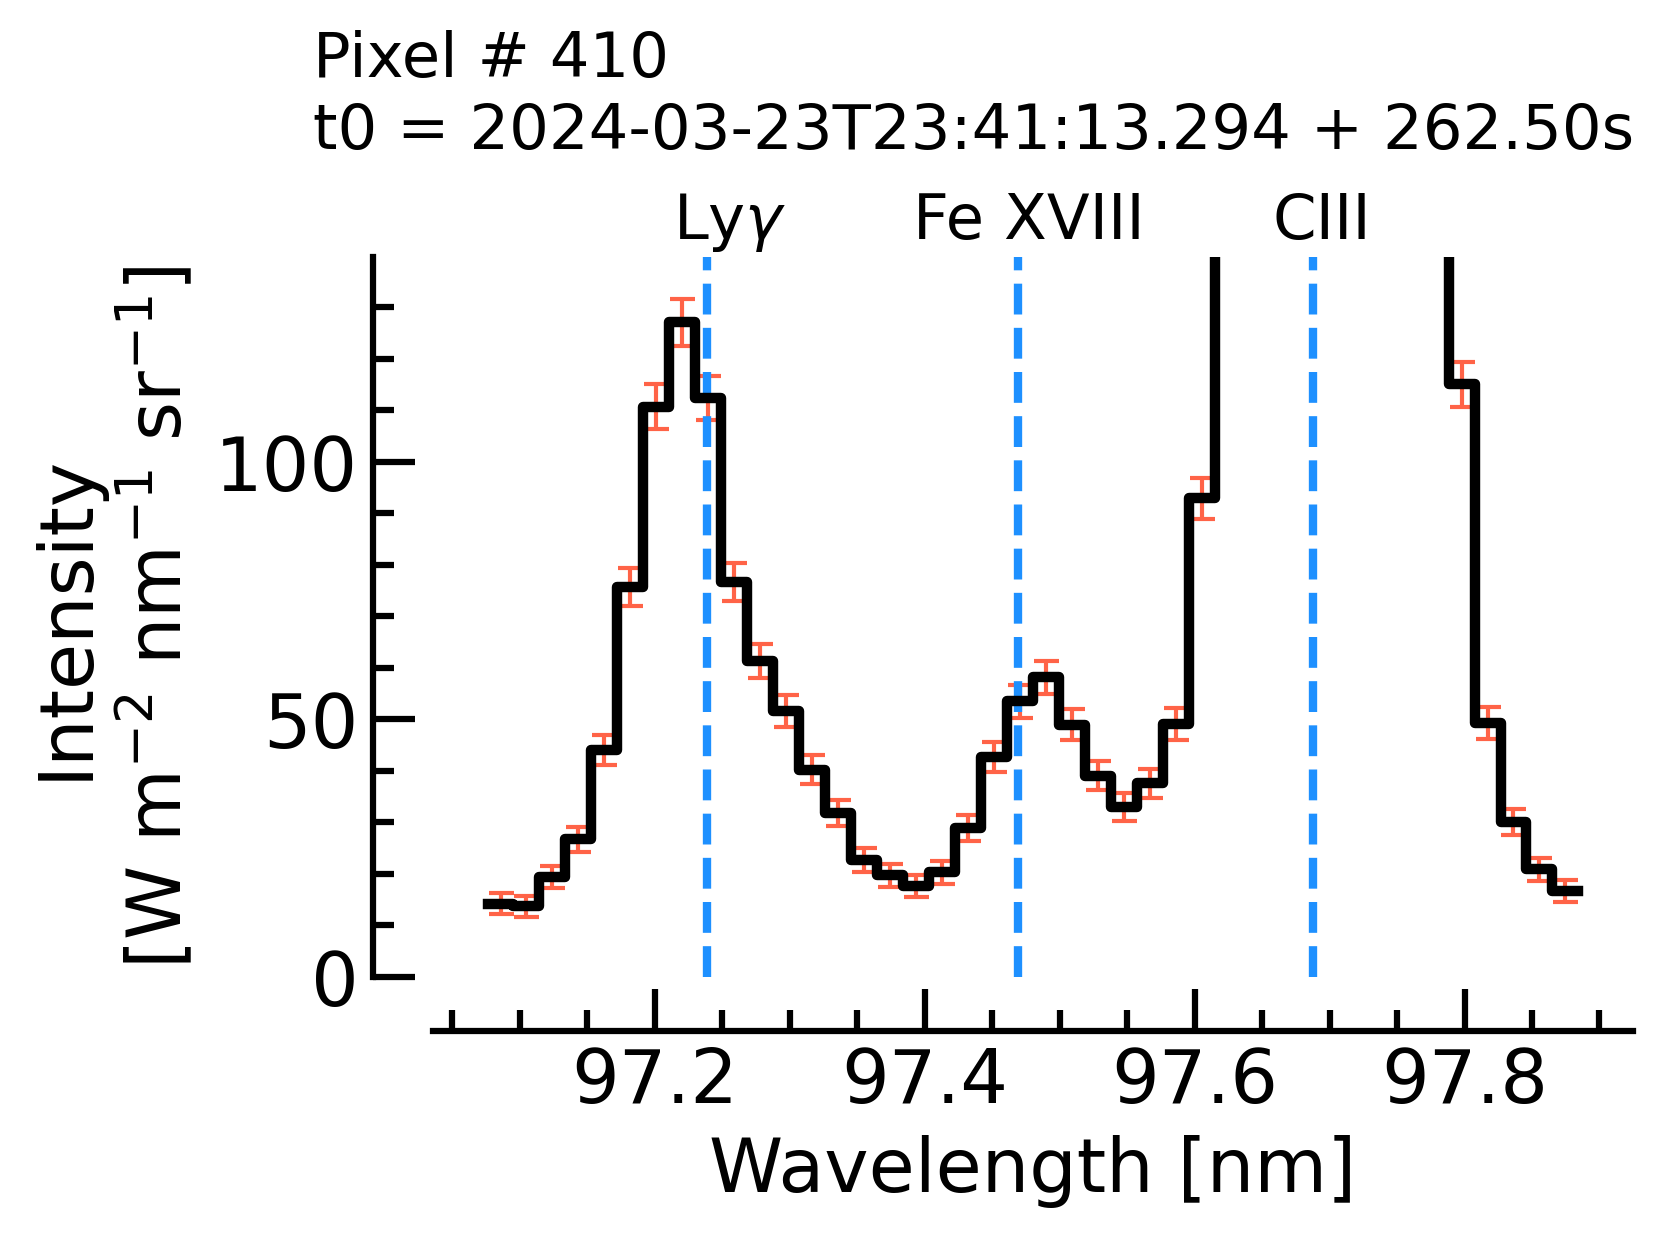 Pixel # 410
t0 = 2024-03-23T23:41:13.294 + 262.50s
Lyγ Fe XVIII CIII
Intensity
[W m⁻² nm⁻¹ sr⁻¹]
100
50
0
97.2 97.4 97.6 97.8
Wavelength [nm]